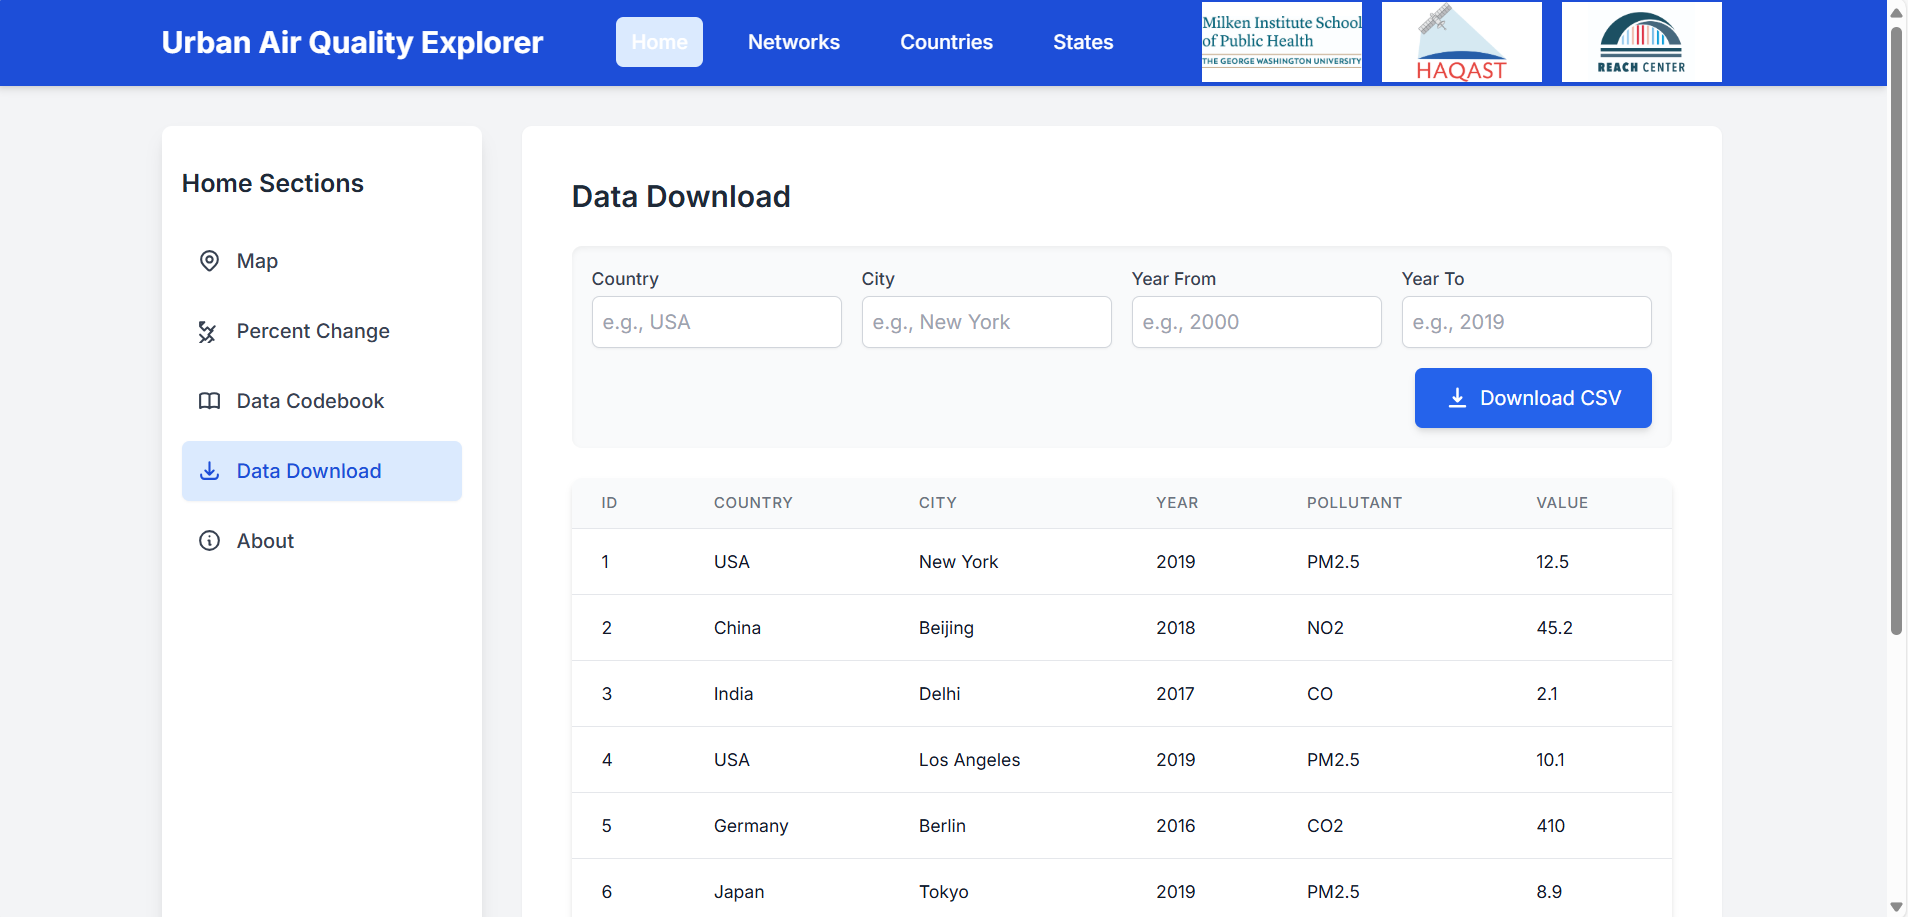 Urban Air Quality Explorer
Home Networks Countries States
Milken Institute School
of Public Health
THE GEORGE WASHINGTON UNIVERSITY
HAQAST
REACH CENTER
Home Sections
Map
Percent Change
Data Codebook
Data Download
About
Data Download
Country City Year From Year To
e.g., USA e.g., New York e.g., 2000 e.g., 2019
Download CSV
ID COUNTRY CITY YEAR POLLUTANT VALUE
1 USA New York 2019 PM2.5 12.5
2 China Beijing 2018 NO2 45.2
3 India Delhi 2017 CO 2.1
4 USA Los Angeles 2019 PM2.5 10.1
5 Germany Berlin 2016 CO2 410
6 Japan Tokyo 2019 PM2.5 8.9